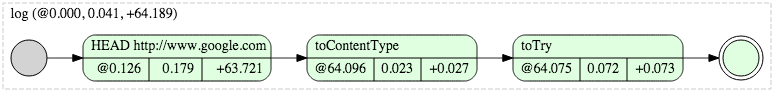 log (@0.000, 0.041, +64.189)
HEAD http://www.google.com
@0.126 0.179 +63.721
toContentType
@64.096 0.023 +0.027
toTry
@64.075 0.072 +0.073